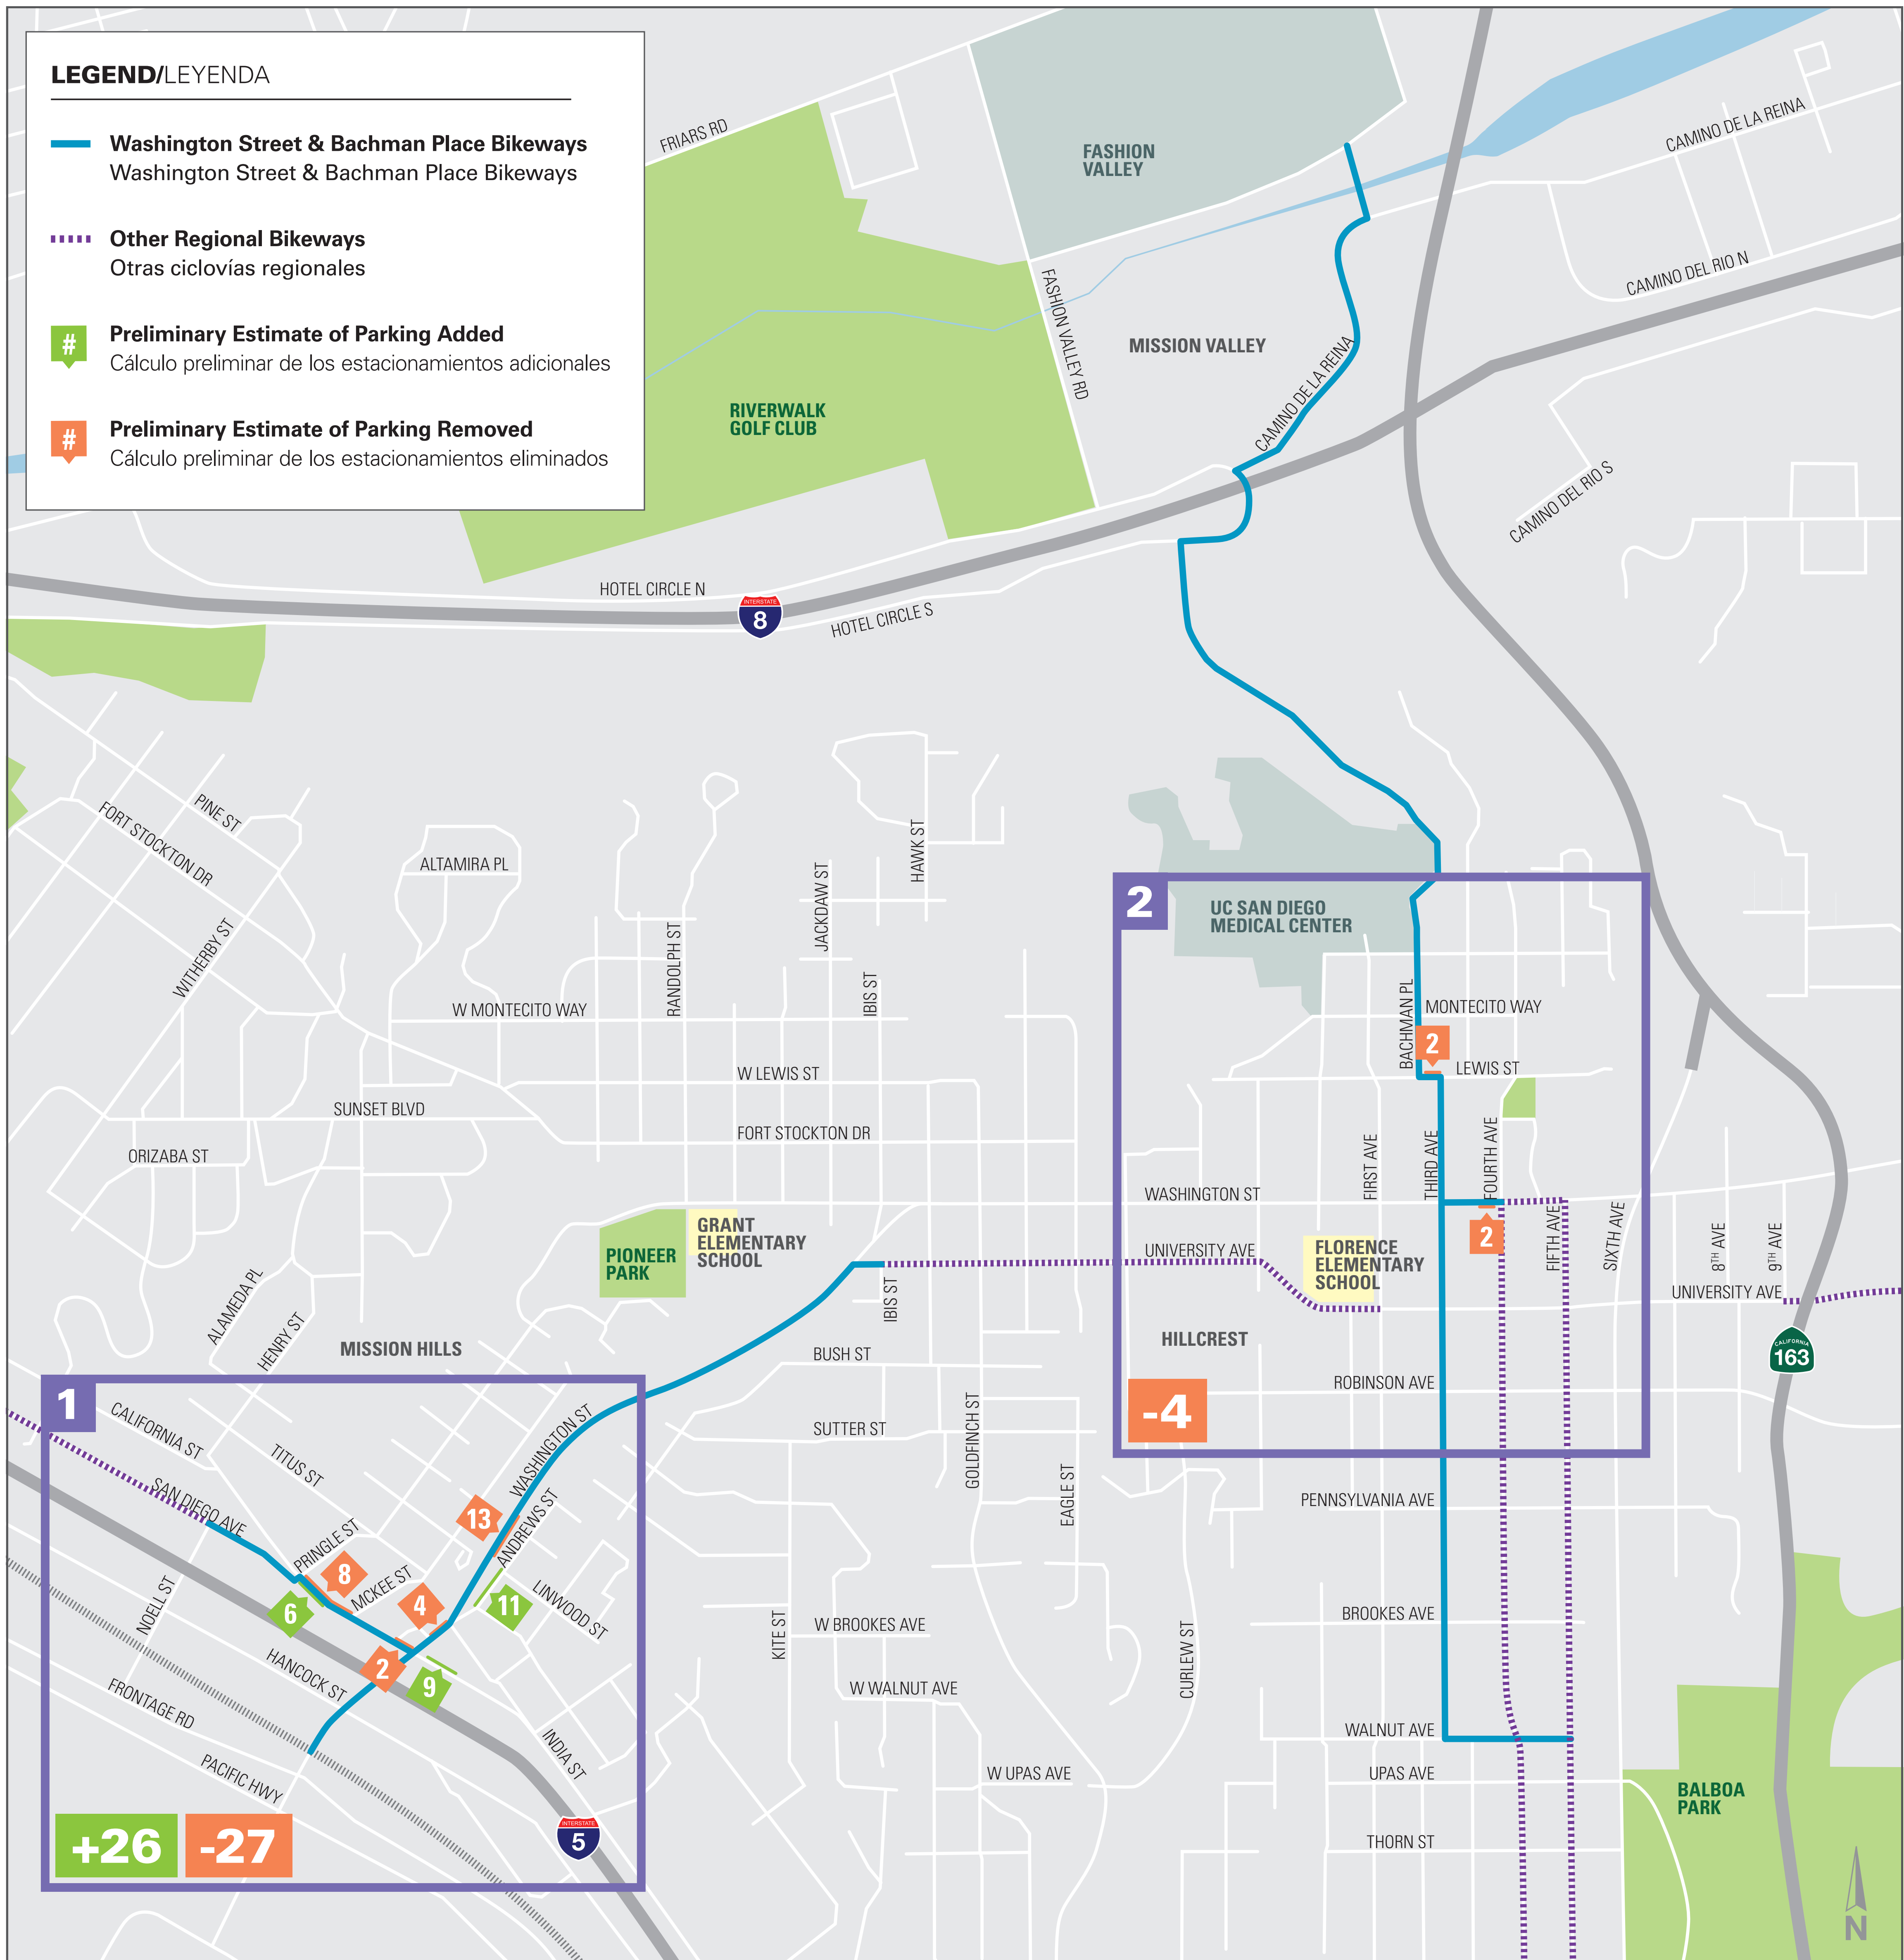 LEGEND/LEYENDA
Washington Street & Bachman Place Bikeways
Washington Street & Bachman Place Bikeways
Other Regional Bikeways
Otras ciclovías regionales
#
Preliminary Estimate of Parking Added
Cálculo preliminar de los estacionamientos adicionales
#
Preliminary Estimate of Parking Removed
Cálculo preliminar de los estacionamientos eliminados
FRIARS RD
FASHION
VALLEY
CAMINO DE LA REINA
CAMINO DEL RIO N
FASHION VALLEY RD
MISSION VALLEY
CAMINO DE LA REINA
RIVERWALK
GOLF CLUB
CAMINO DEL RIO S
HOTEL CIRCLE N
INTERSTATE
8
HOTEL CIRCLE S
PINE ST
FORT STOCKTON DR
ALTAMIRA PL
HAWK ST
JACKDAW ST
WITHERBY ST
RANDOLPH ST
IBIS ST
W MONTECITO WAY
W LEWIS ST
SUNSET BLVD
FORT STOCKTON DR
ORIZABA ST
2
UC SAN DIEGO
MEDICAL CENTER
BACHMAN PL
MONTECITO WAY
2
LEWIS ST
FIRST AVE
THIRD AVE
FOURTH AVE
WASHINGTON ST
2
FIFTH AVE
SIXTH AVE
8TH AVE
9TH AVE
UNIVERSITY AVE
FLORENCE
ELEMENTARY
SCHOOL
UNIVERSITY AVE
HILLCREST
CALIFORNIA
163
ROBINSON AVE
-4
GRANT
ELEMENTARY
SCHOOL
PIONEER
PARK
IBIS ST
ALAMEDA PL
HENRY ST
MISSION HILLS
BUSH ST
SUTTER ST
GOLDFINCH ST
EAGLE ST
PENNSYLVANIA AVE
1
CALIFORNIA ST
TITUS ST
WASHINGTON ST
SAN DIEGO AVE
13
ANDREWS ST
PRINGLE ST
8
MCKEE ST
4
11
LINWOOD ST
6
NOELL ST
2
9
HANCOCK ST
FRONTAGE RD
PACIFIC HWY
INDIA ST
INTERSTATE
5
+26
-27
KITE ST
W BROOKES AVE
CURLEW ST
BROOKES AVE
W WALNUT AVE
WALNUT AVE
W UPAS AVE
UPAS AVE
BALBOA
PARK
THORN ST
N